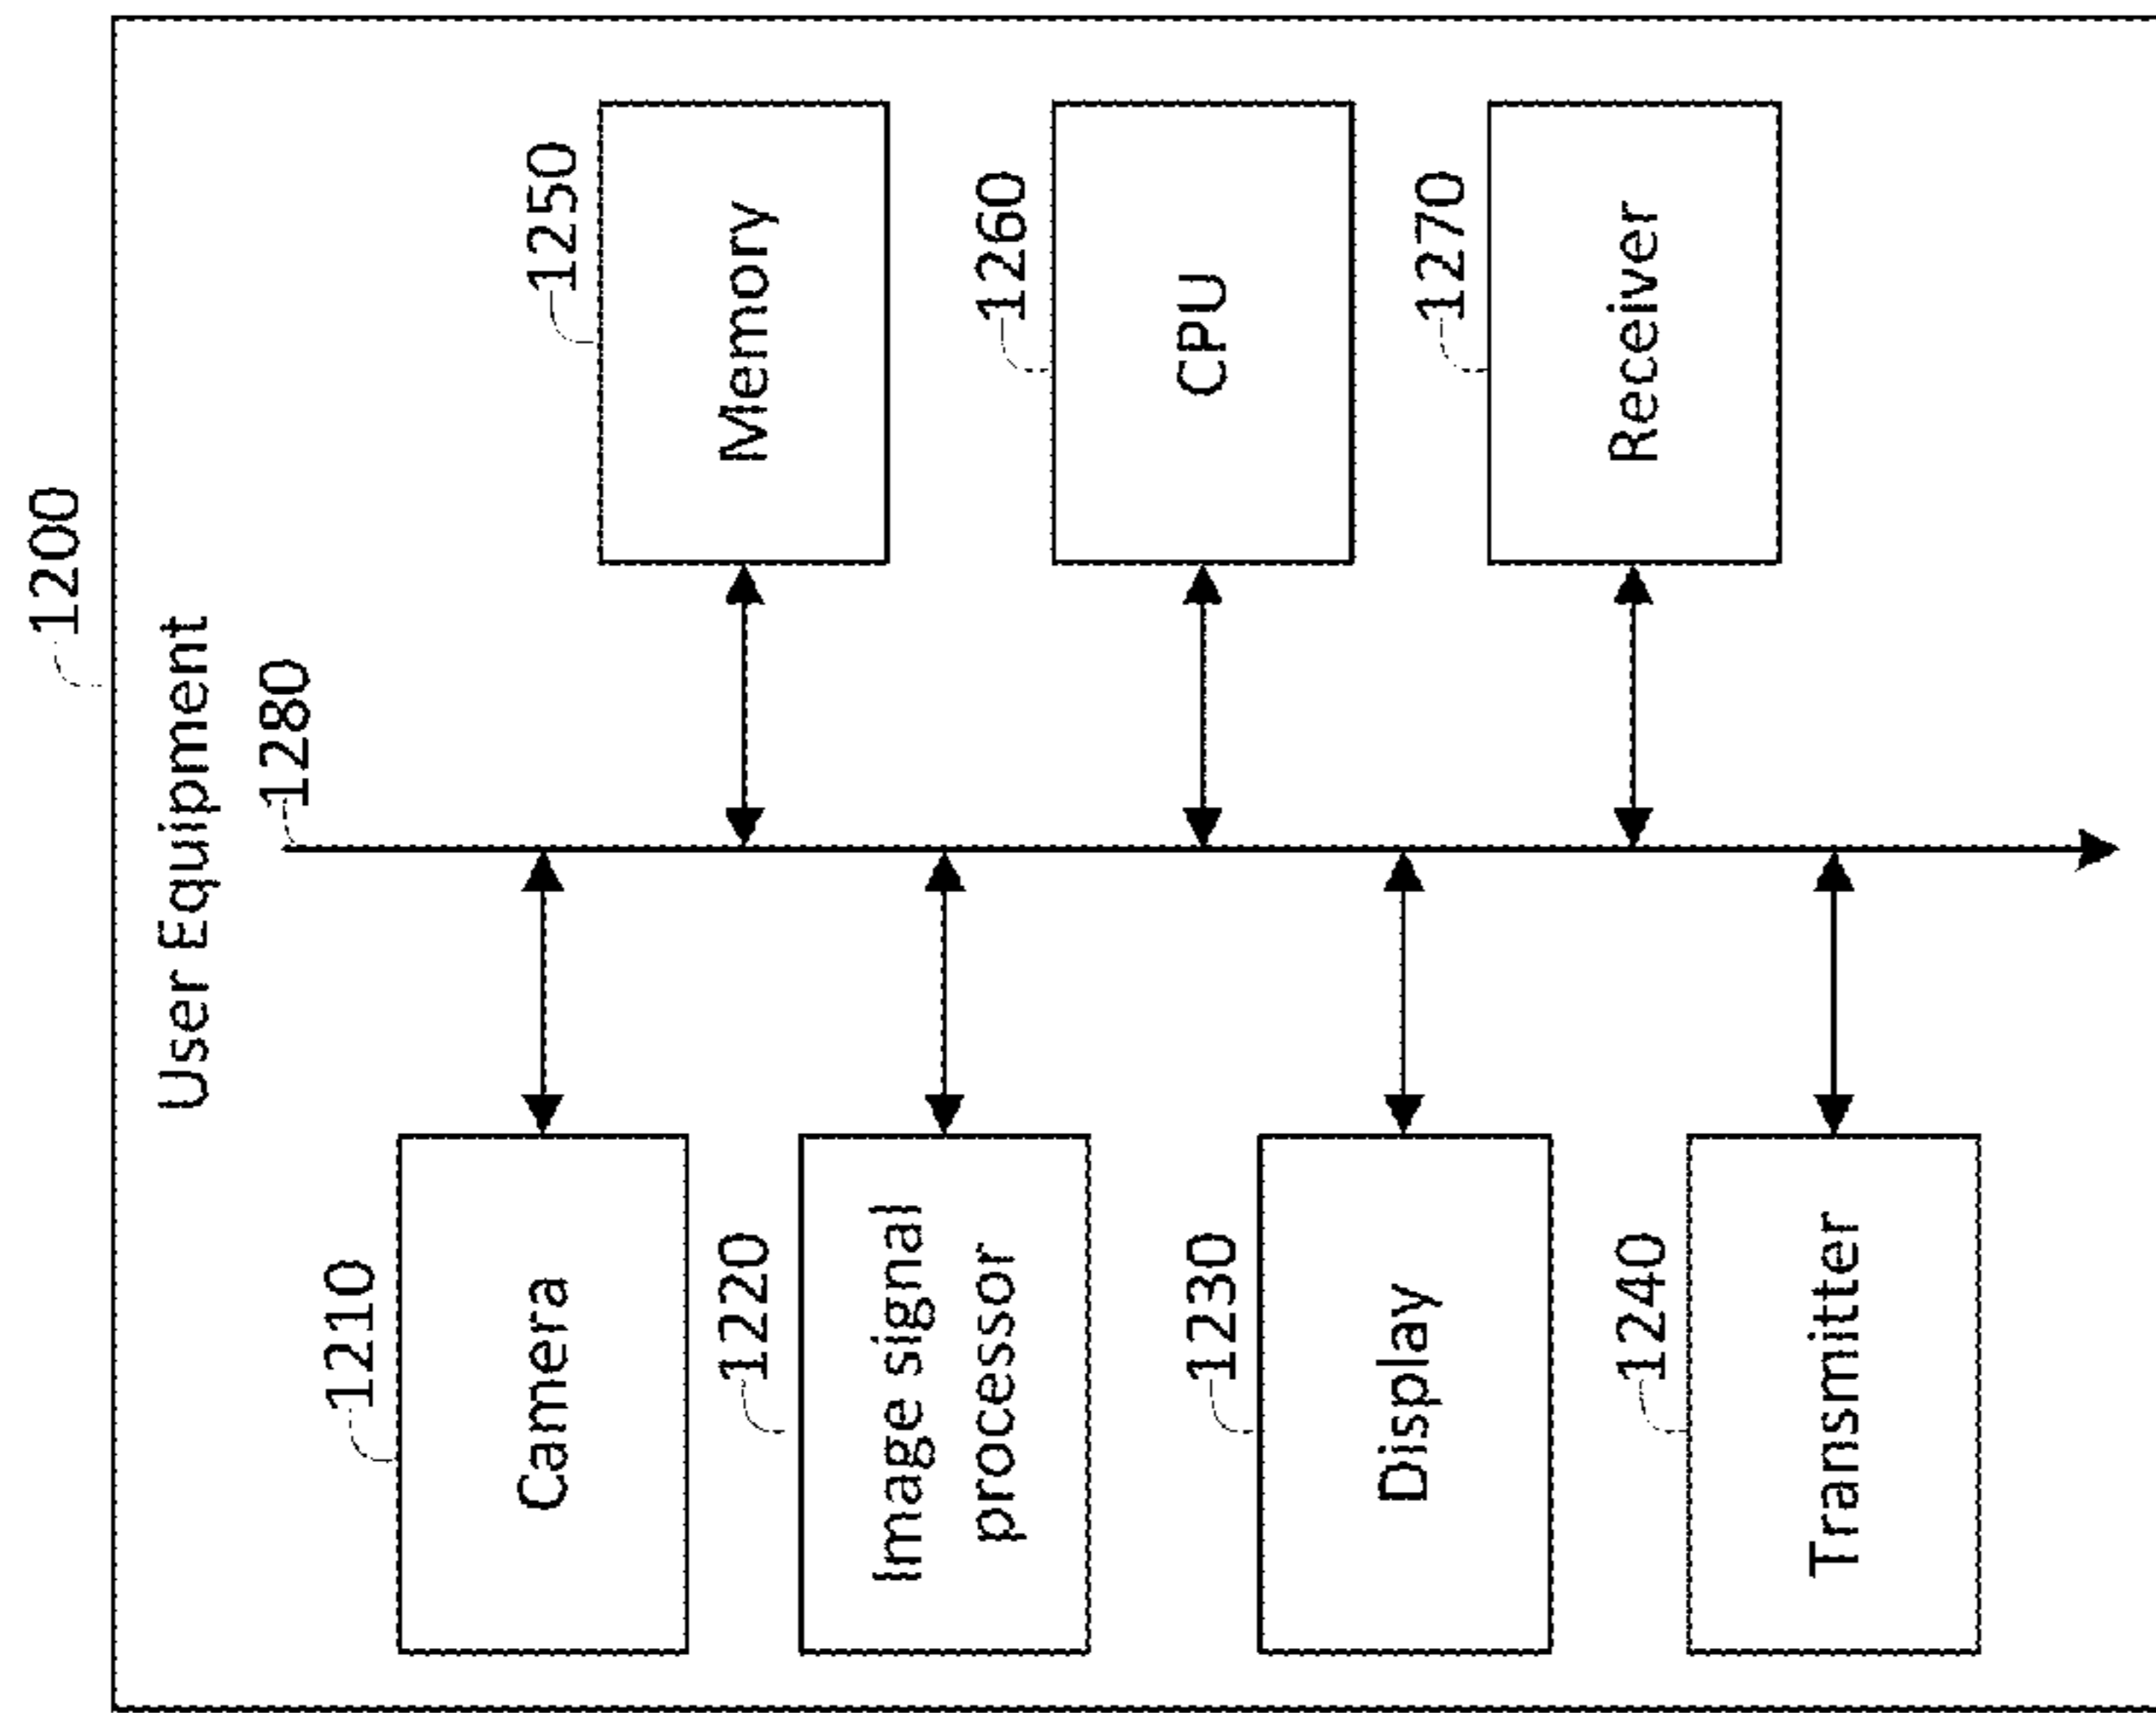 1200
User Equipment
1280
1210
Camera
1250
Memory
1220
Image signal
processor
1260
CPU
1230
Display
1270
Receiver
1240
Transmitter